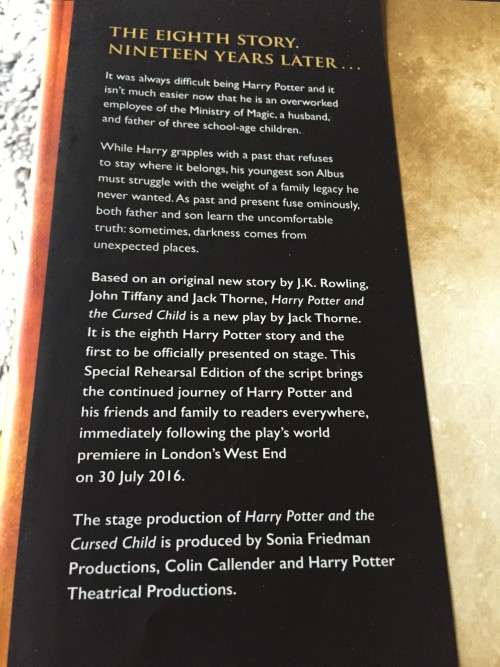 THE EIGHTH STORY.
NINETEEN YEARS LATER...
It was always difficult being Harry Potter and it
isn't much easier now that he is an overworked
employee of the Ministry of Magic, a husband,
and father of three school-age children.
While Harry grapples with a past that refuses
to stay where it belongs, his youngest son Albus
must struggle with the weight of a family legacy he
never wanted. As past and present fuse ominously,
both father and son learn the uncomfortable
truth: sometimes, darkness comes from
unexpected places.
Based on an original new story by J.K. Rowling,
John Tiffany and Jack Thorne, Harry Potter and
the Cursed Child is a new play by Jack Thorne.
It is the eighth Harry Potter story and the
first to be officially presented on stage. This
Special Rehearsal Edition of the script brings
the continued journey of Harry Potter and
his friends and family to readers everywhere,
immediately following the play's world
premiere in London's West End
on 30 July 2016.
The stage production of Harry Potter and the
Cursed Child is produced by Sonia Friedman
Productions, Colin Callender and Harry Potter
Theatrical Productions.